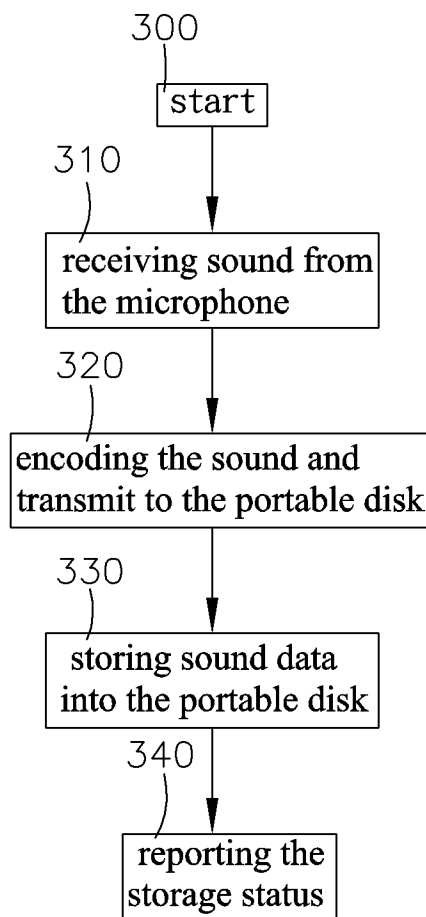 300
start
310
receiving sound from
the microphone
320
encoding the sound and
transmit to the portable disk
330
storing sound data
into the portable disk
340
reporting the
storage status